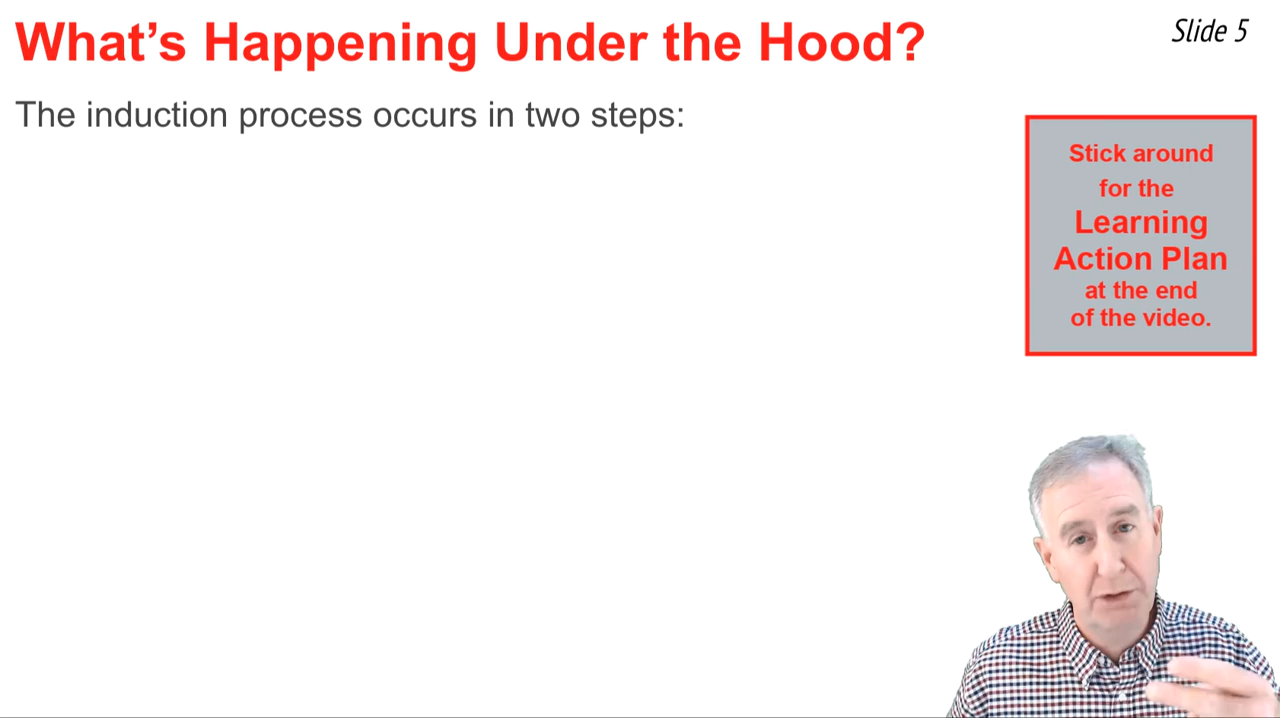 What’s Happening Under the Hood?
Slide 5
The induction process occurs in two steps:
Stick around
for the
Learning
Action Plan
at the end
of the video.